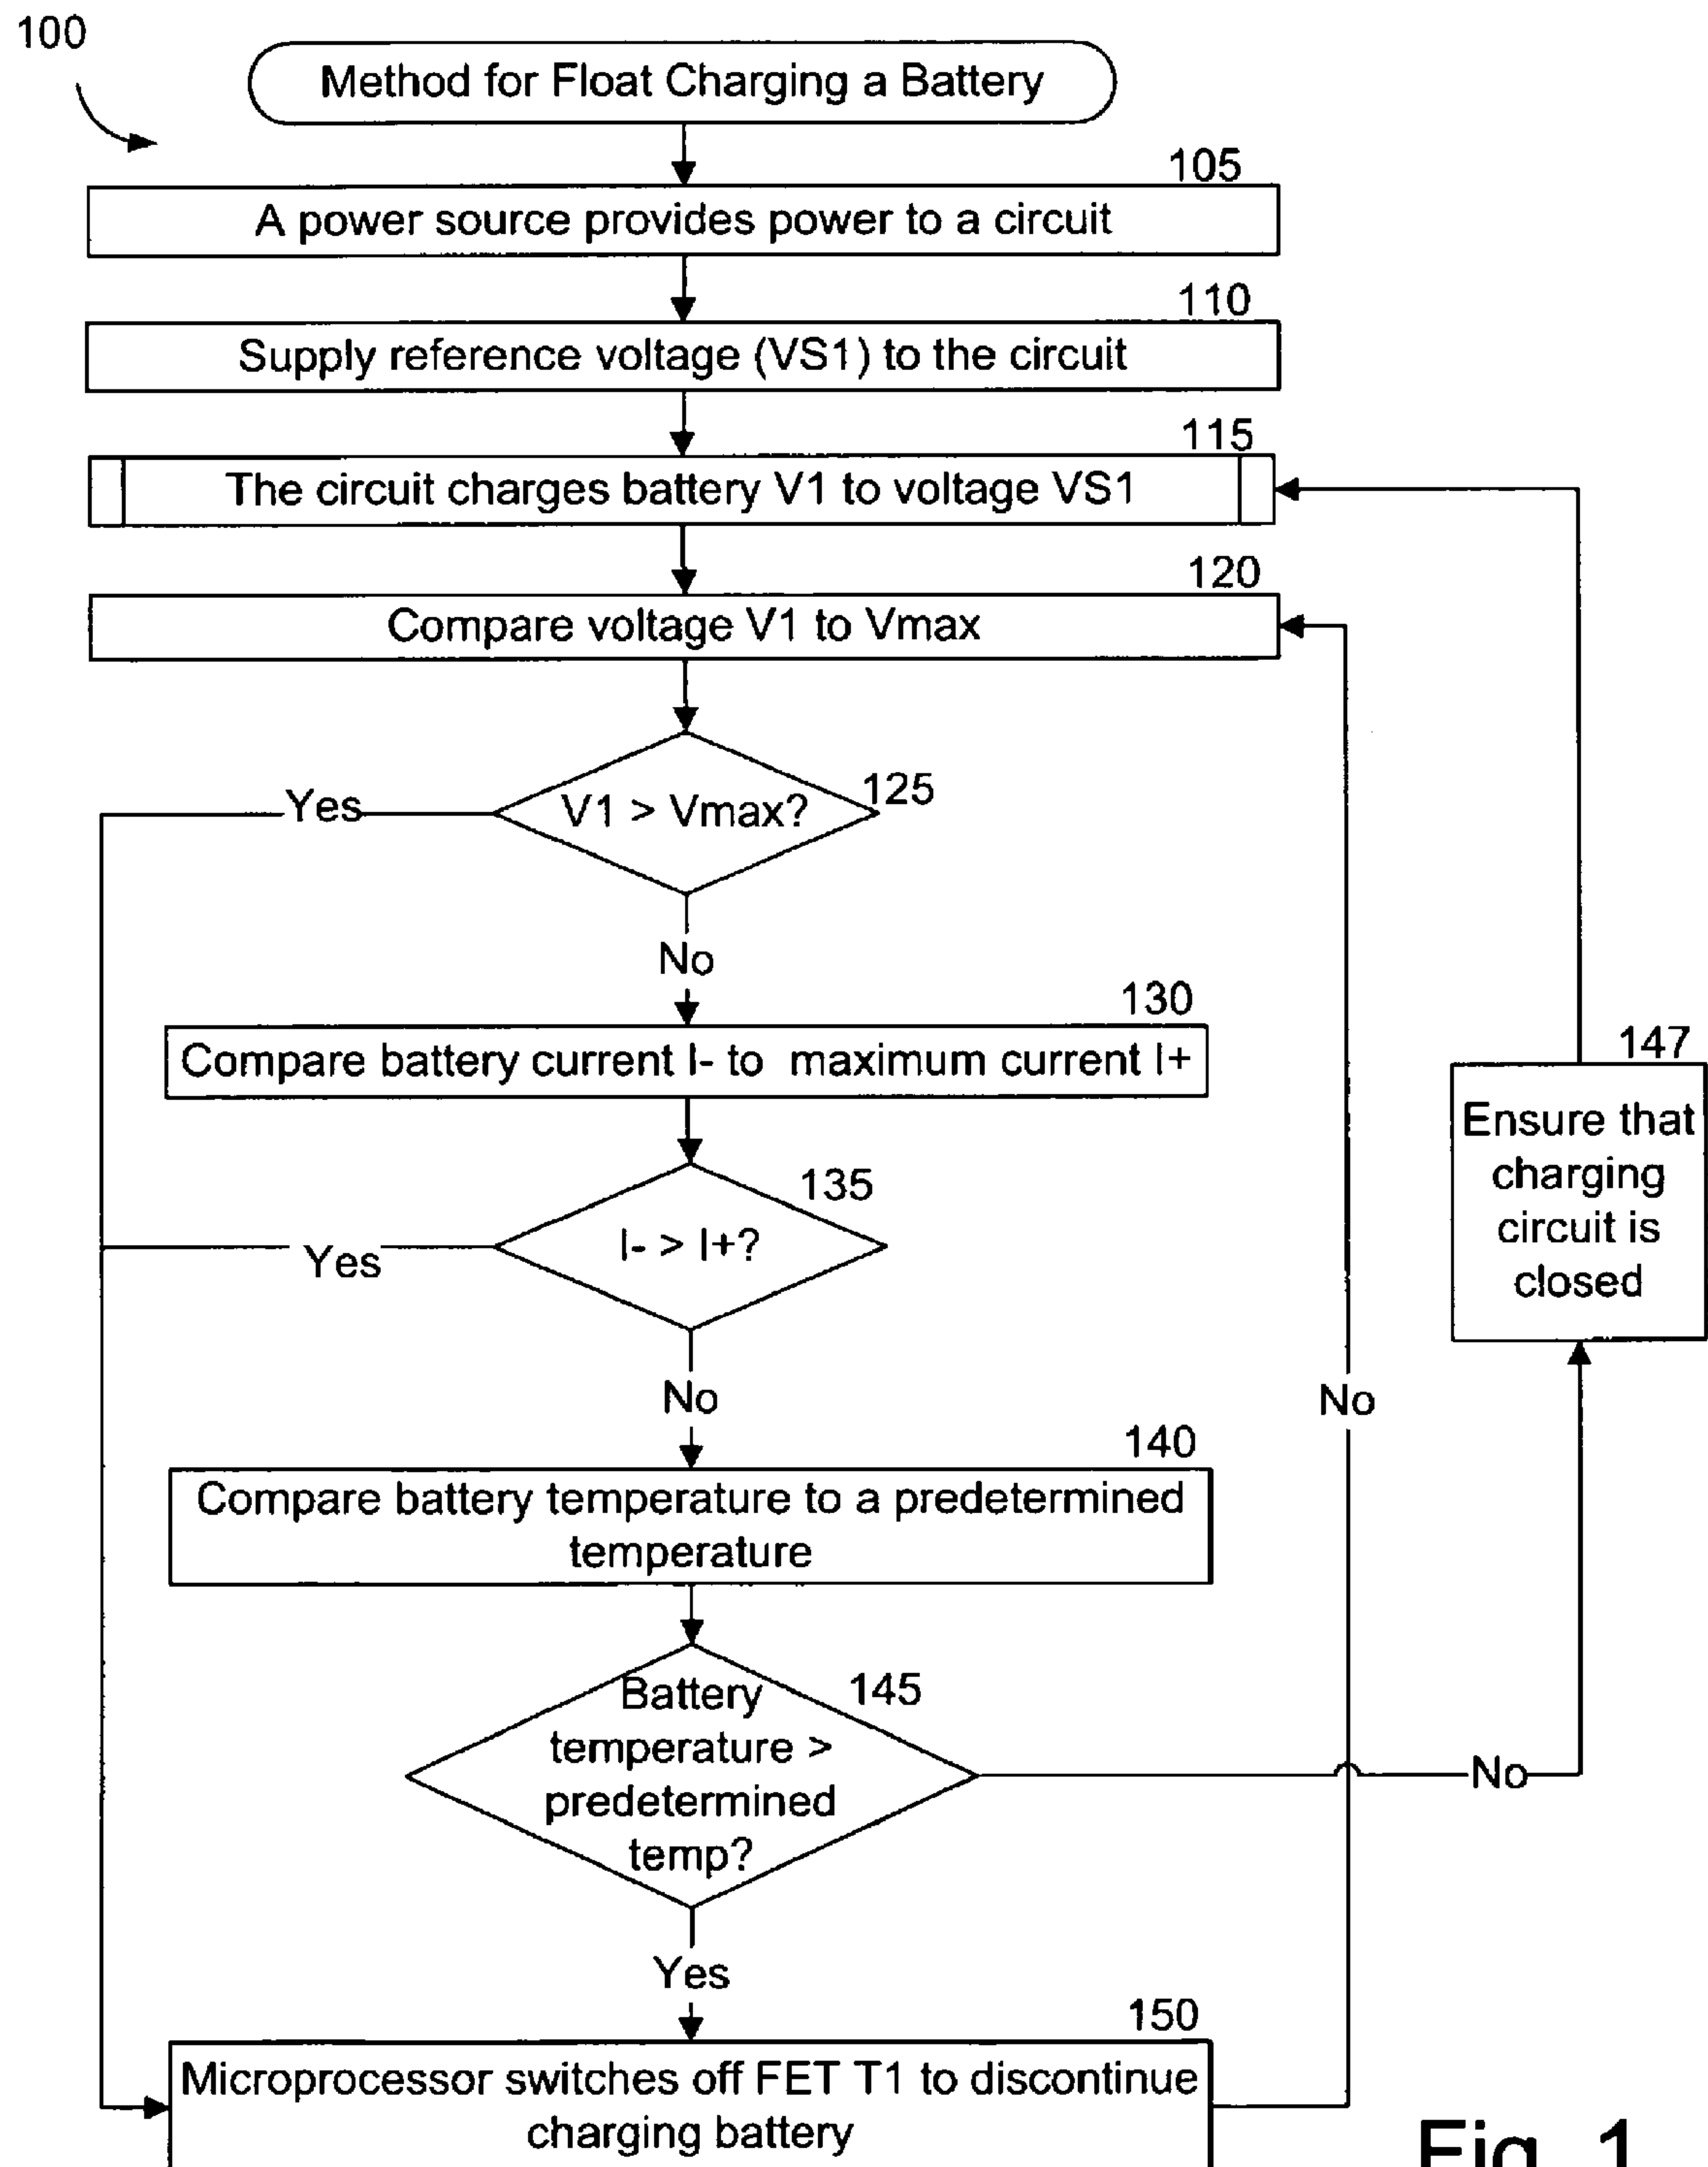 100
Method for Float Charging a Battery
105
A power source provides power to a circuit
110
Supply reference voltage (VS1) to the circuit
115
The circuit charges battery V1 to voltage VS1
120
Compare voltage V1 to Vmax
125
V1 > Vmax?
Yes
No
130
Compare battery current I- to maximum current I+
135
I- > I+?
Yes
No
140
Compare battery temperature to a predetermined
temperature
145
Battery
temperature >
predetermined
temp?
No
147
Ensure that
charging
circuit is
closed
Yes
150
Microprocessor switches off FET T1 to discontinue
charging battery
No
Fig. 1